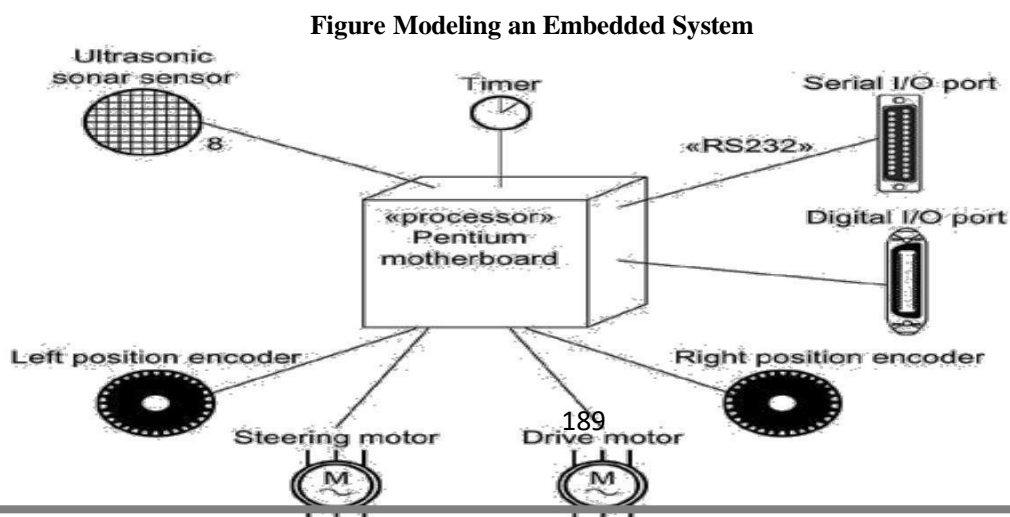 Figure Modeling an Embedded System
Ultrasonic
sonar sensor
8
Timer
Serial I/O port
«RS232»
«processor»
Pentium
motherboard
Digital I/O port
Left position encoder
Right position encoder
189
Steering motor
Drive motor
M
M